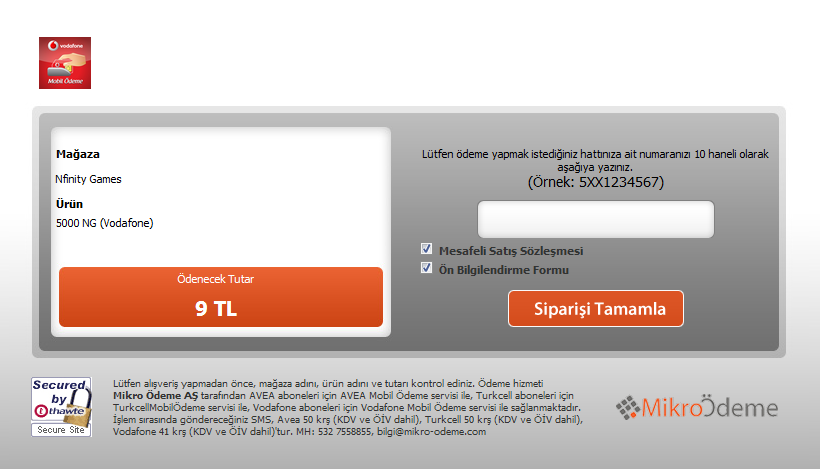 vodafone
Mobil Ödeme
Mağaza
Nfinity Games
Ürün
5000 NG (Vodafone)
Ödenecek Tutar
9 TL
Lütfen ödeme yapmak istediğiniz hattınıza ait numaranızı 10 haneli olarak
aşağıya yazınız.
(Örnek: 5XX1234567)
Mesafeli Satış Sözleşmesi
Ön Bilgilendirme Formu
Siparişi Tamamla
Secured
by
thawte
Secure Site
Lütfen alışveriş yapmadan önce, mağaza adını, ürün adını ve tutarı kontrol ediniz. Ödeme hizmeti
Mikro Ödeme AŞ tarafından AVEA aboneleri için AVEA Mobil Ödeme servisi ile, Turkcell aboneleri için
TurkcellMobilÖdeme servisi ile, Vodafone aboneleri için Vodafone Mobil Ödeme servisi ile sağlanmaktadır.
İşlem sırasında göndereceğiniz SMS, Avea 50 krş (KDV ve ÖİV dahil), Turkcell 50 krş (KDV ve ÖİV dahil),
Vodafone 41 krş (KDV ve ÖİV dahil)'tur. MH: 532 7558855, bilgi@mikro-odeme.com
MikroÖdeme